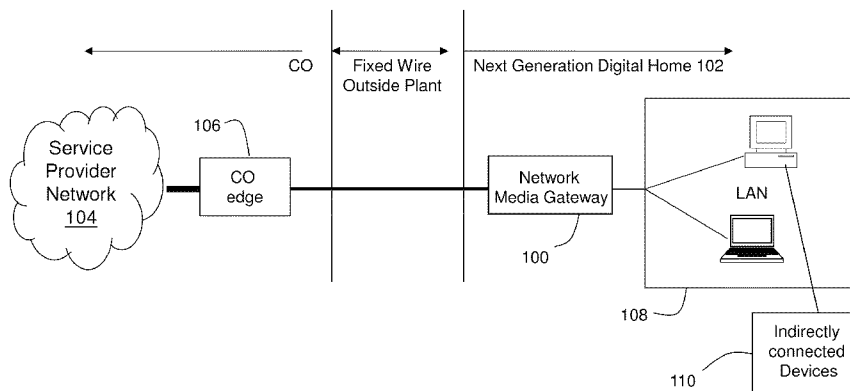 CO
Fixed Wire
Outside Plant
Next Generation Digital Home 102
106
Service
Provider
Network
104
CO
edge
Network
Media Gateway
100
LAN
108
110
Indirectly
connected
Devices